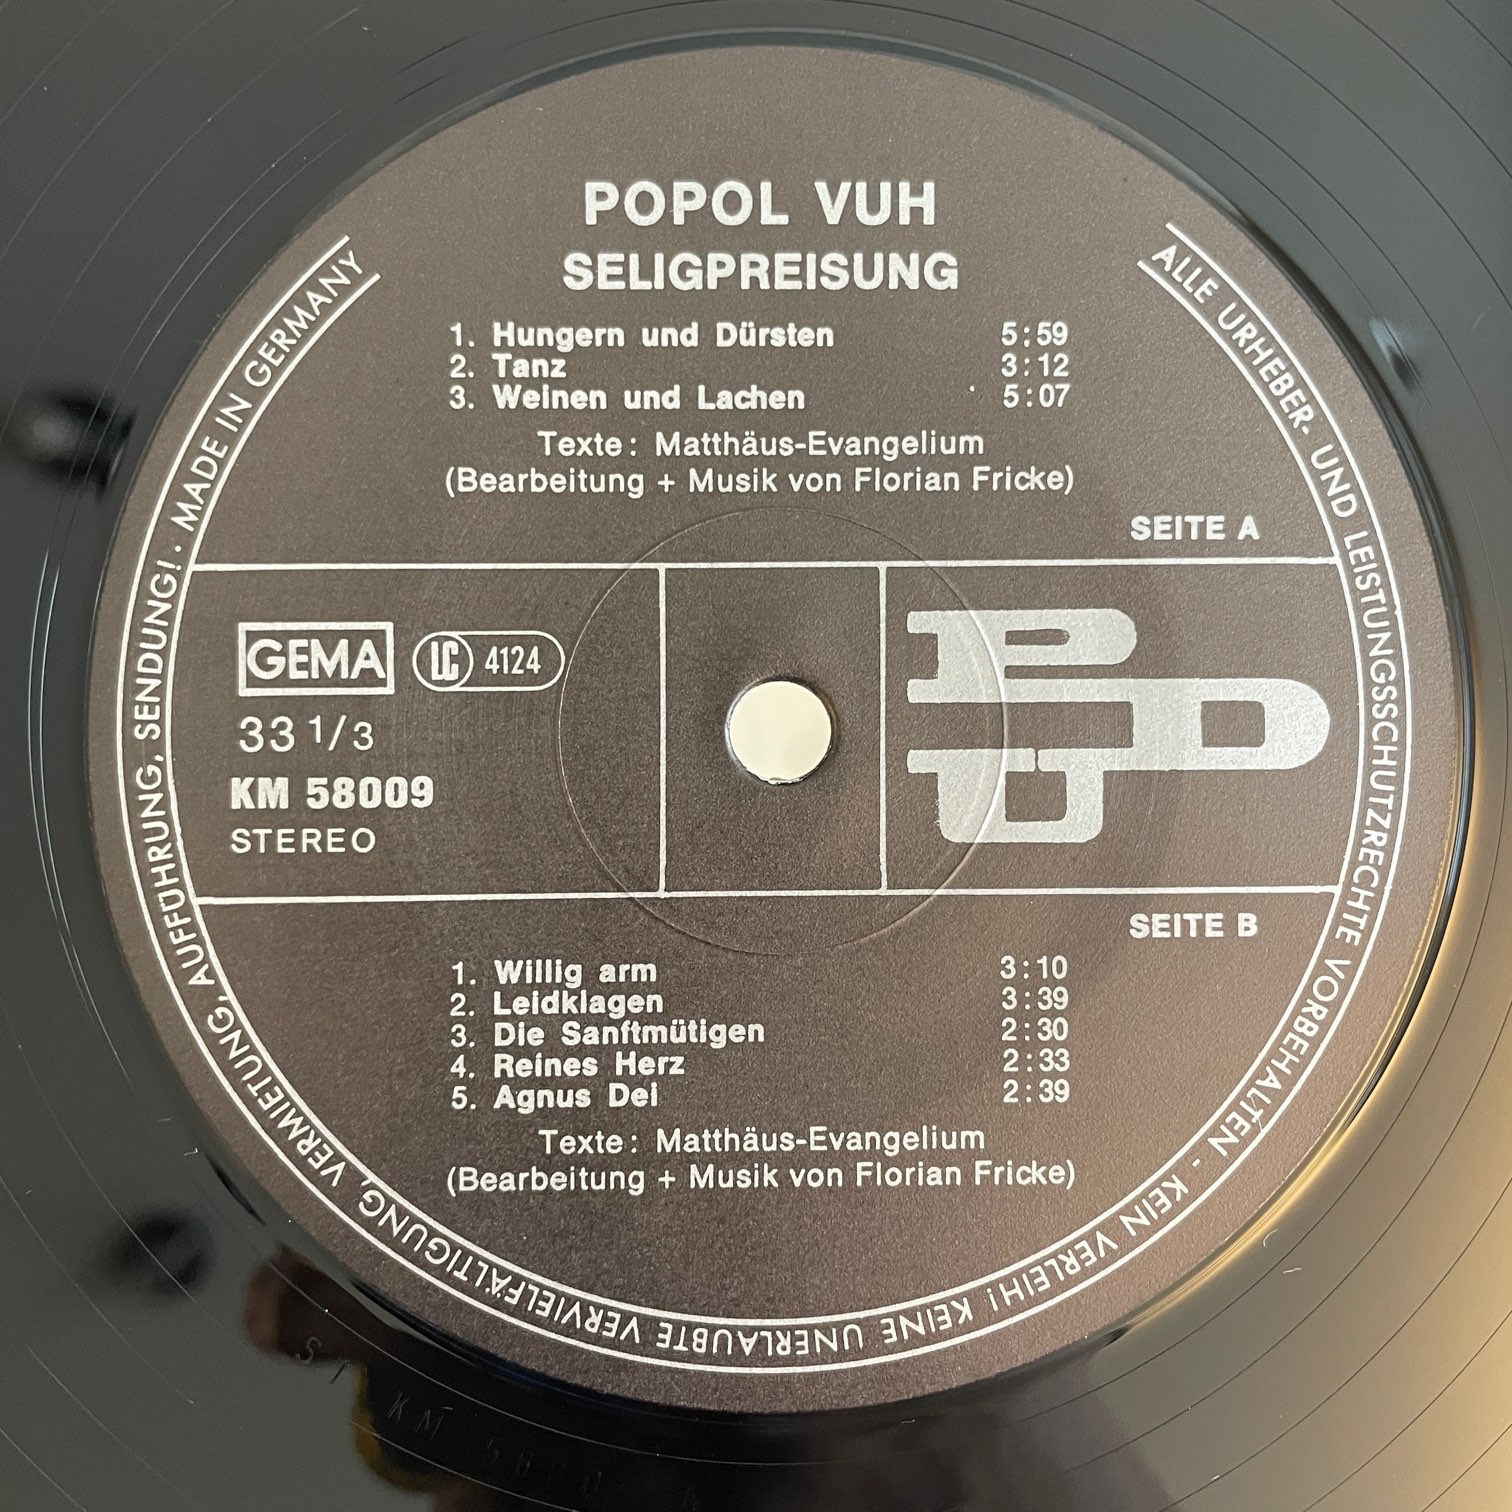 POPOL VUH
SELIGPREISUNG
1. Hungern und Dürsten 5:59
2. Tanz 3:12
3. Weinen und Lachen 5:07
Texte: Matthäus-Evangelium
(Bearbeitung + Musik von Florian Fricke)
SEITE A
GEMA LC 4124
33 1/3
KM 58009
STEREO
PDU
SEITE B
1. Willig arm 3:10
2. Leidklagen 3:39
3. Die Sanftmütigen 2:30
4. Reines Herz 2:33
5. Agnus Dei 2:39
Texte: Matthäus-Evangelium
(Bearbeitung + Musik von Florian Fricke)
ALLE URHEBER- UND LEISTUNGSSCHUTZRECHTE VORBEHALTEN - KEIN VERLEIH! KEINE UNERLAUBTE VERVIELFÄLTIGUNG, VERMIETUNG, AUFFÜHRUNG, SENDUNG!. MADE IN GERMANY
KM